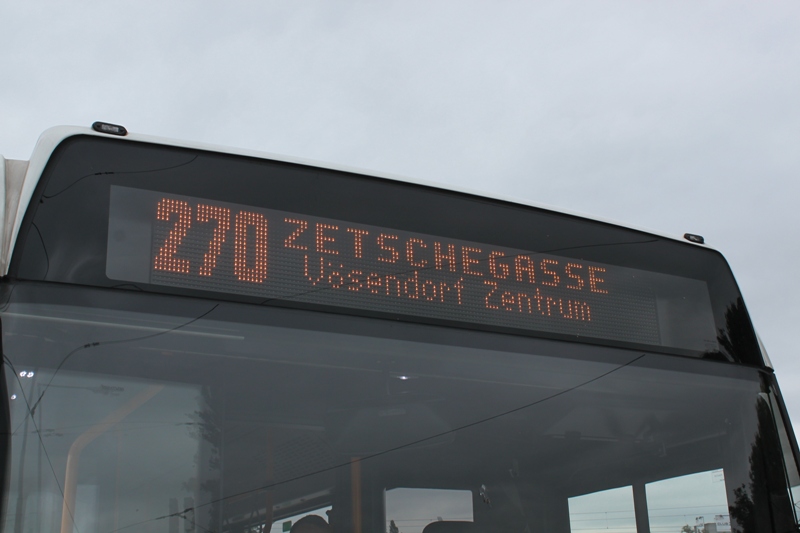 270 ZETSCHEGASSE
Vösendorf Zentrum